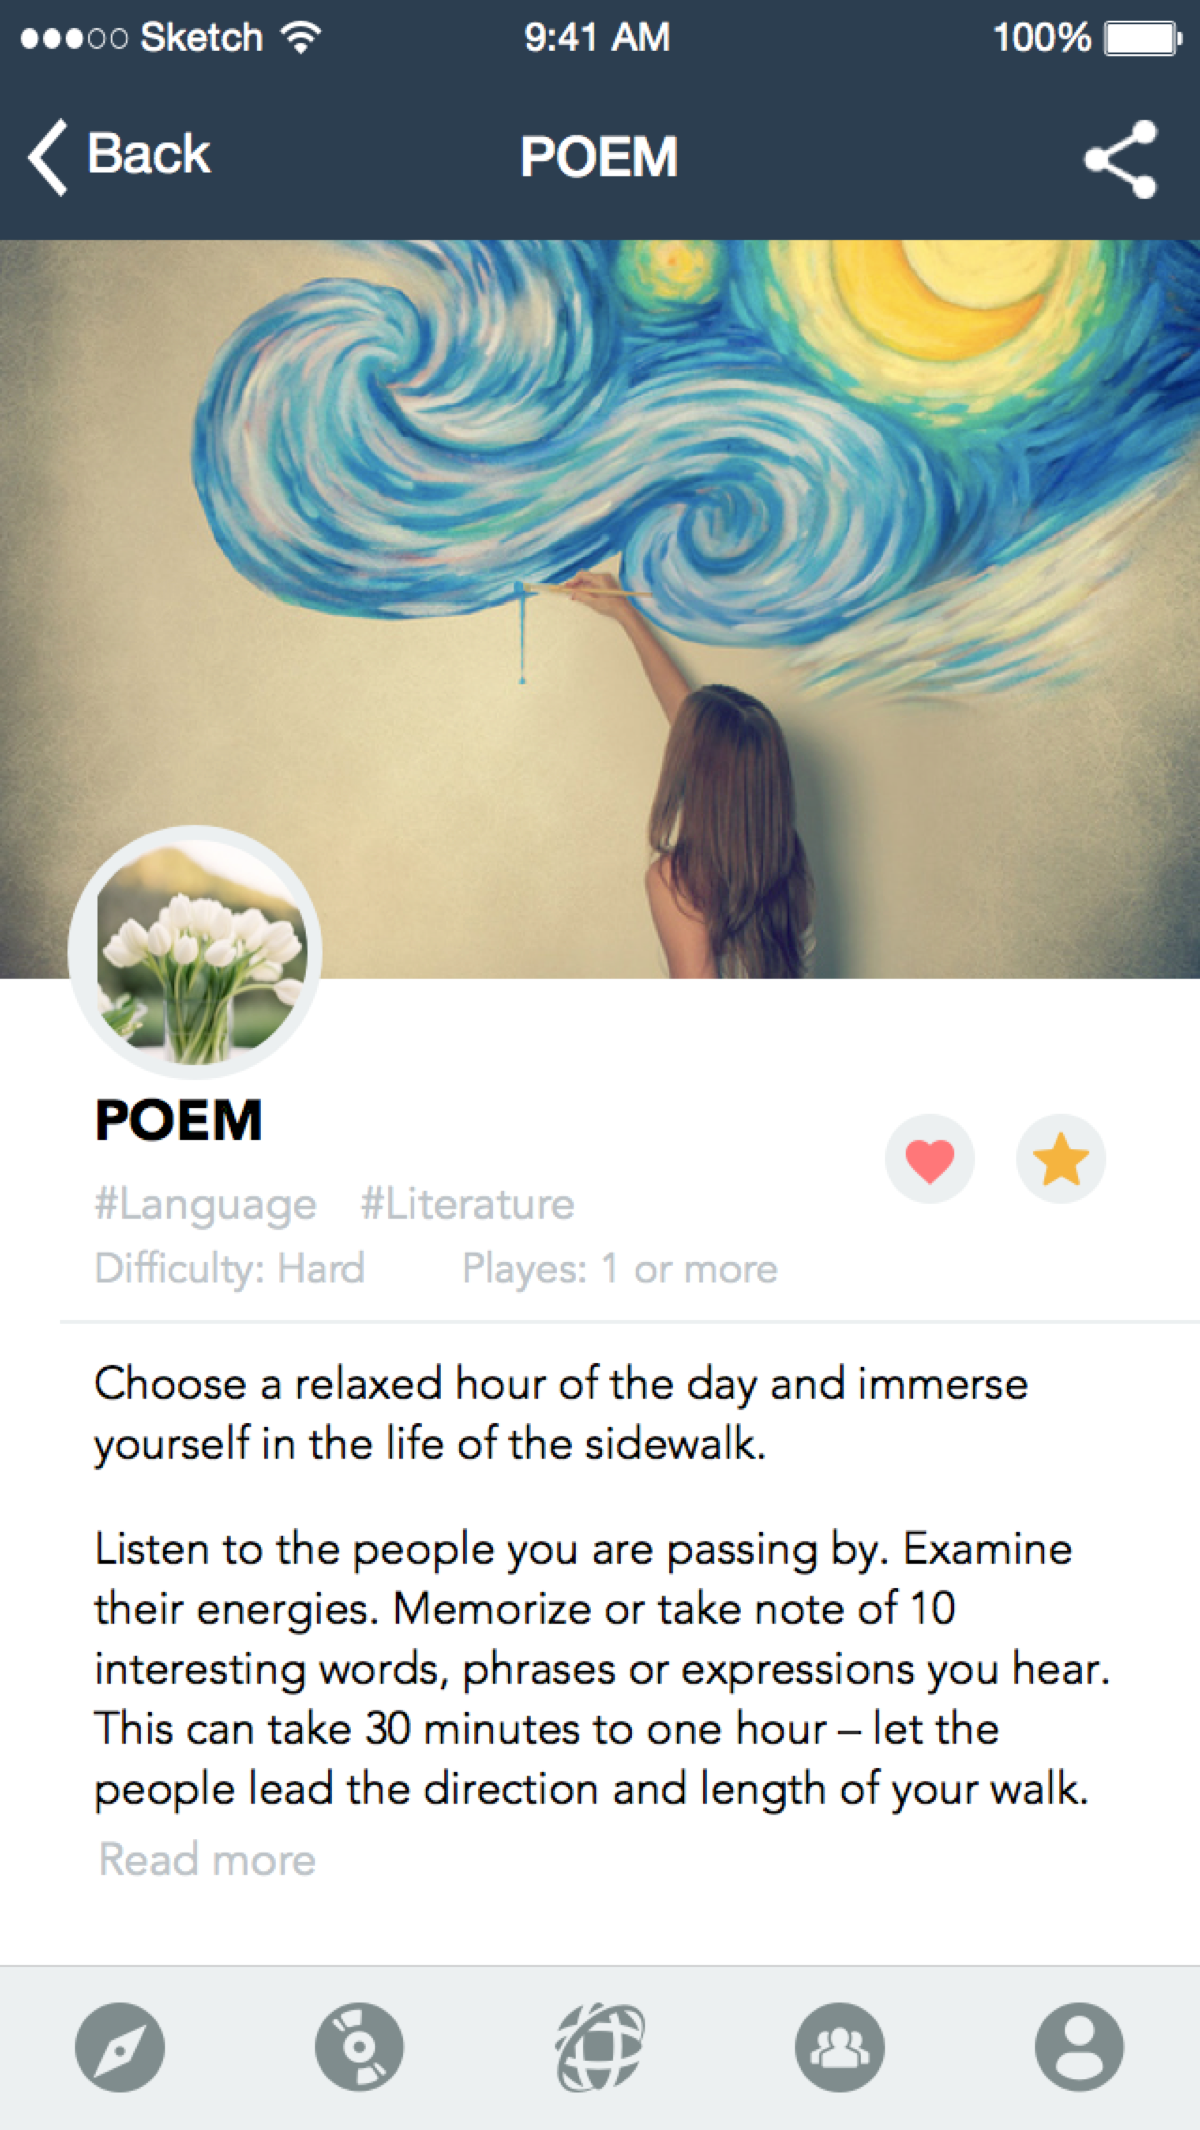 Sketch 9:41 AM 100%
Back POEM
POEM
#Language #Literature
Difficulty: Hard Playes: 1 or more
Choose a relaxed hour of the day and immerse
yourself in the life of the sidewalk.
Listen to the people you are passing by. Examine
their energies. Memorize or take note of 10
interesting words, phrases or expressions you hear.
This can take 30 minutes to one hour – let the
people lead the direction and length of your walk.
Read more